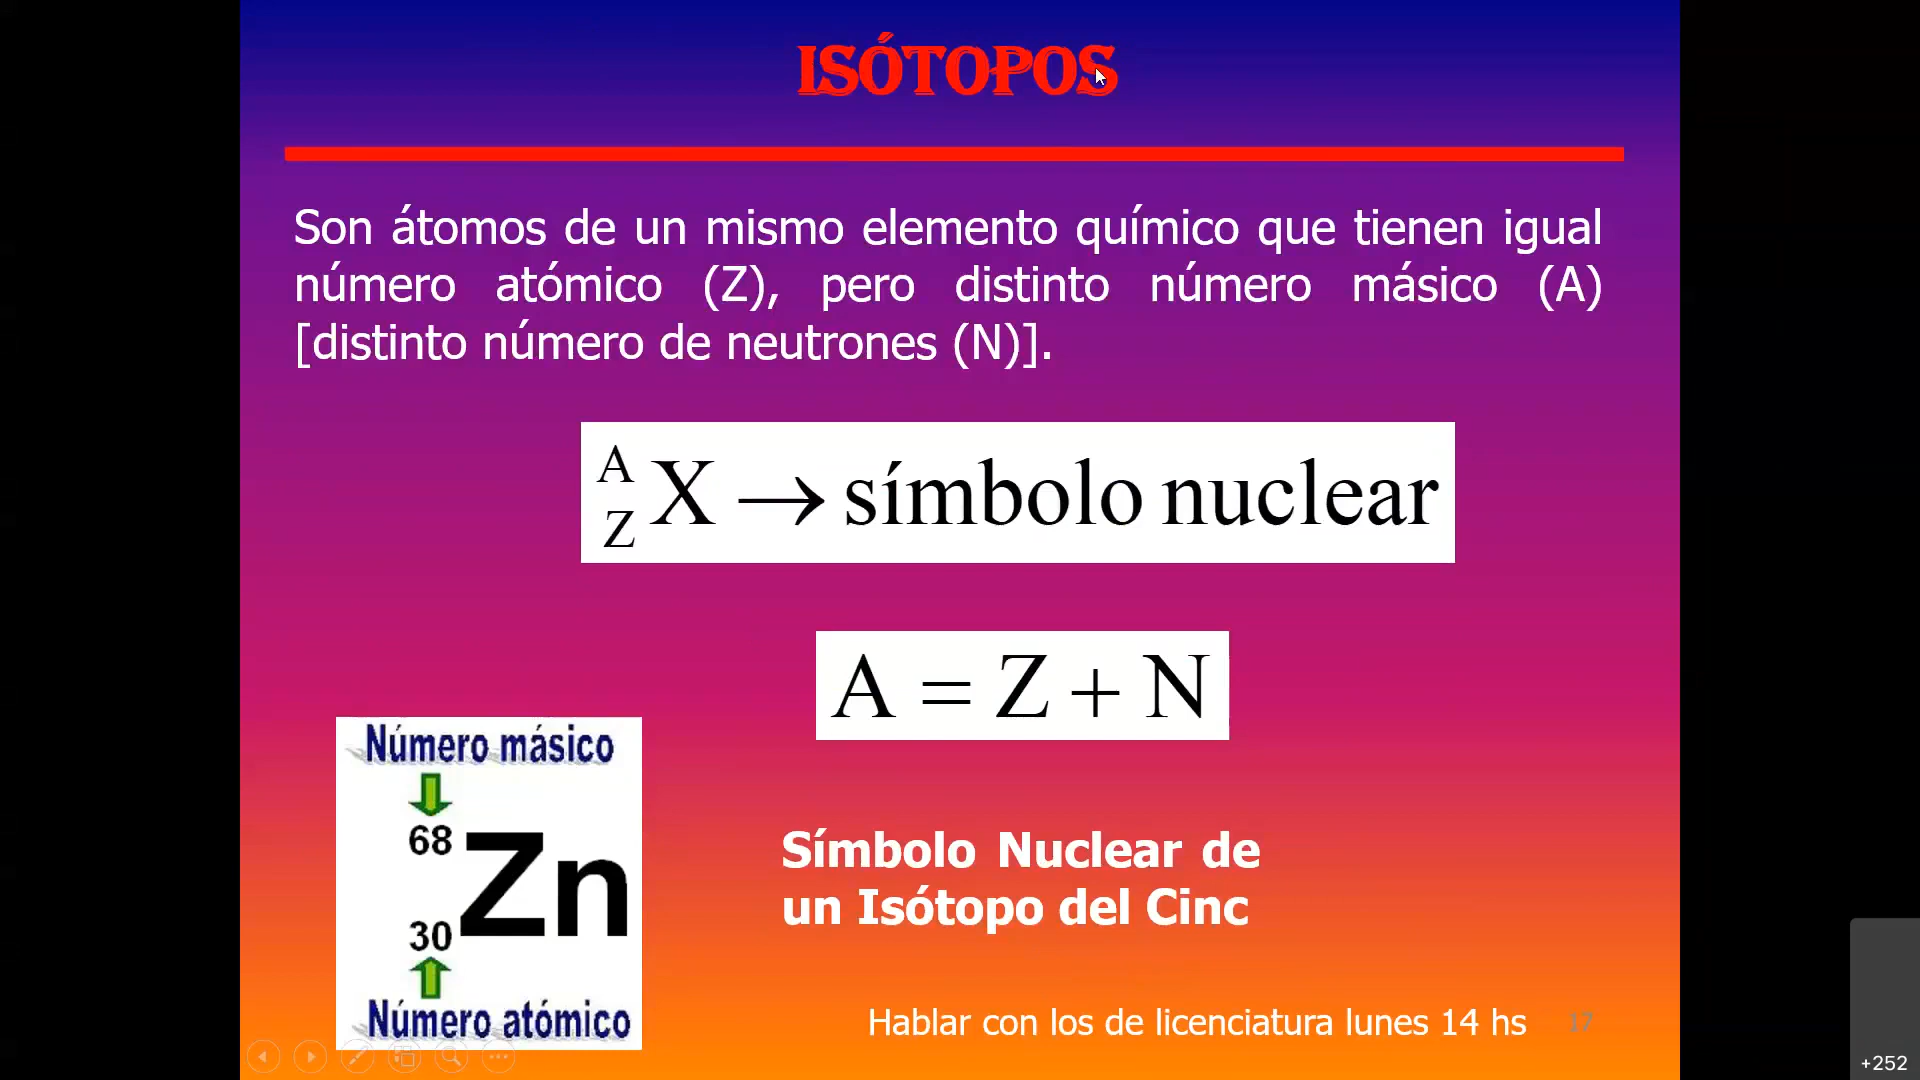 ISÓTOPOS
Son átomos de un mismo elemento químico que tienen igual
número atómico (Z), pero distinto número másico (A)
[distinto número de neutrones (N)].
A
Z X → símbolo nuclear
A = Z + N
Número másico
68
Zn
30
Número atómico
Símbolo Nuclear de
un Isótopo del Cinc
Hablar con los de licenciatura lunes 14 hs
17
+252